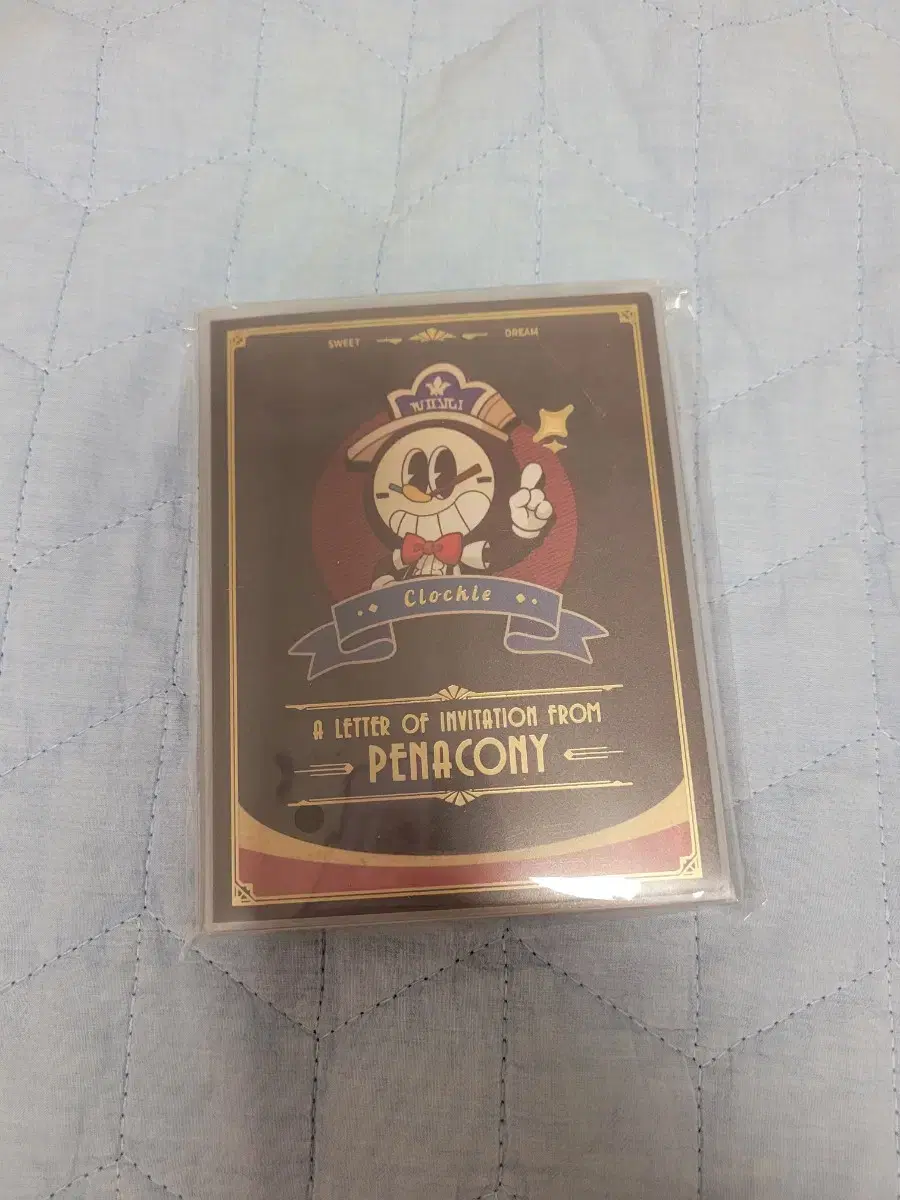 SWEET DREAM
Clockie
A LETTER OF INVITATION FROM
PENACONY